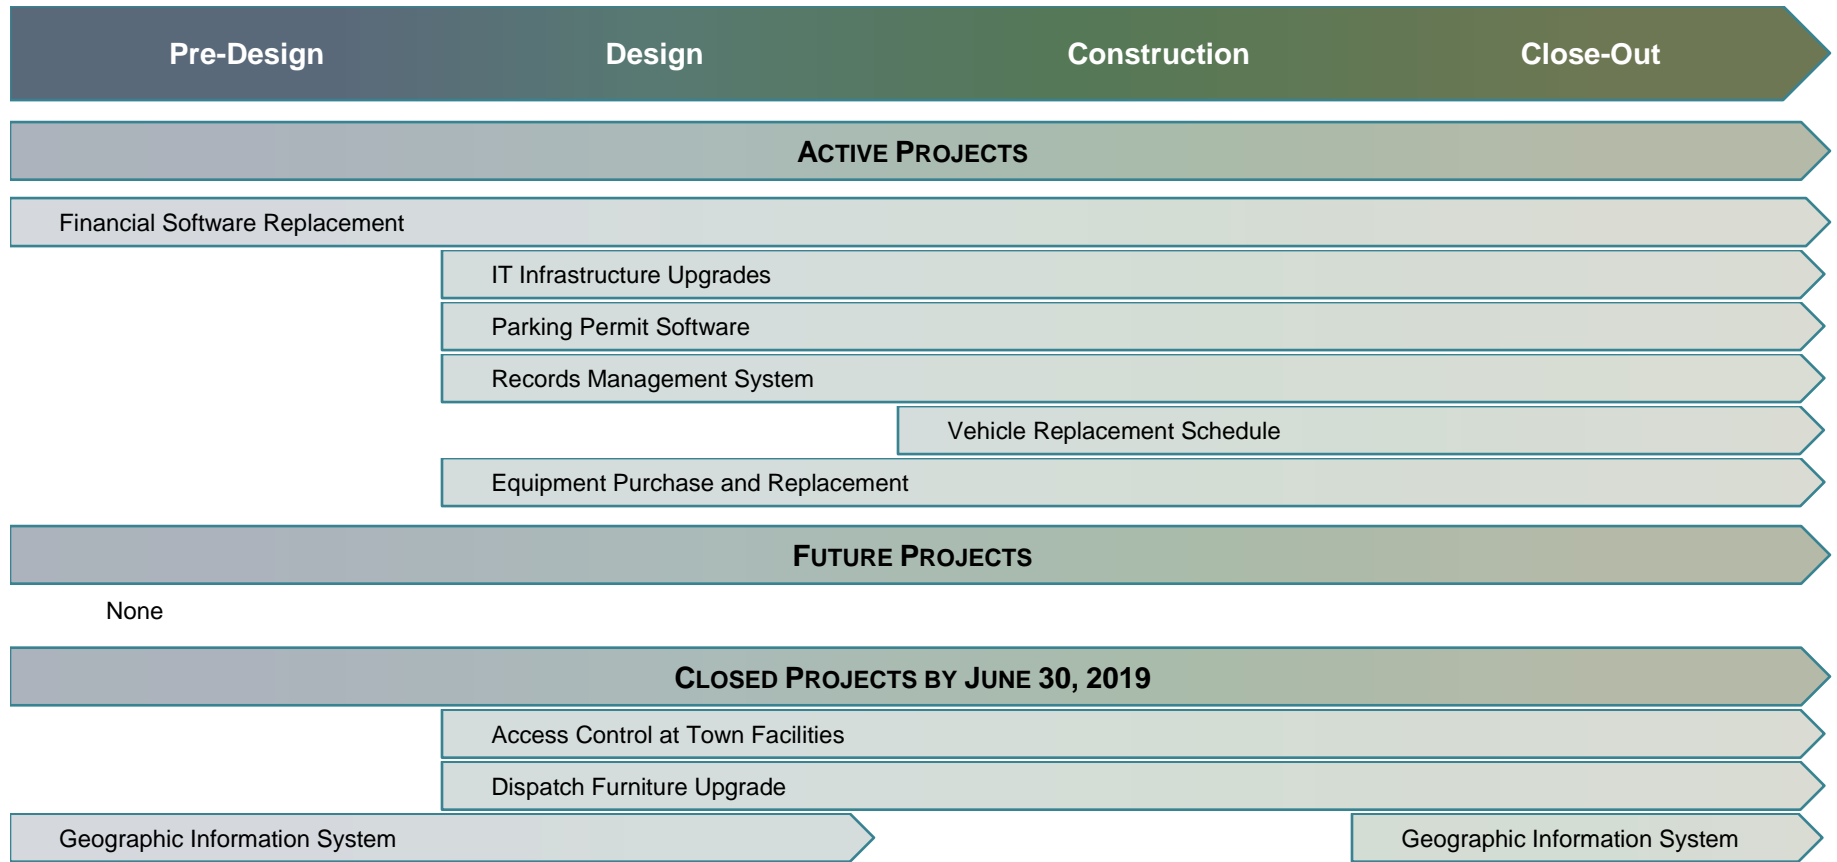 Pre-Design Design Construction Close-Out
ACTIVE PROJECTS
Financial Software Replacement
IT Infrastructure Upgrades
Parking Permit Software
Records Management System
Vehicle Replacement Schedule
Equipment Purchase and Replacement
FUTURE PROJECTS
None
CLOSED PROJECTS BY JUNE 30, 2019
Access Control at Town Facilities
Dispatch Furniture Upgrade
Geographic Information System Geographic Information System